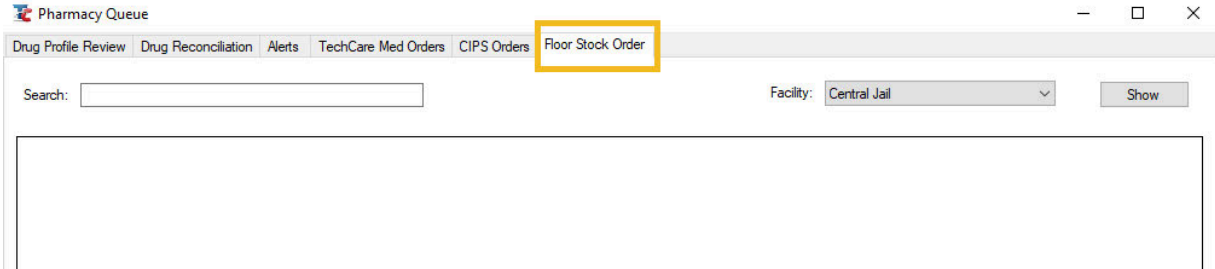 Pharmacy Queue
Drug Profile Review Drug Reconciliation Alerts TechCare Med Orders CIPS Orders Floor Stock Order
Search: Facility: Central Jail Show